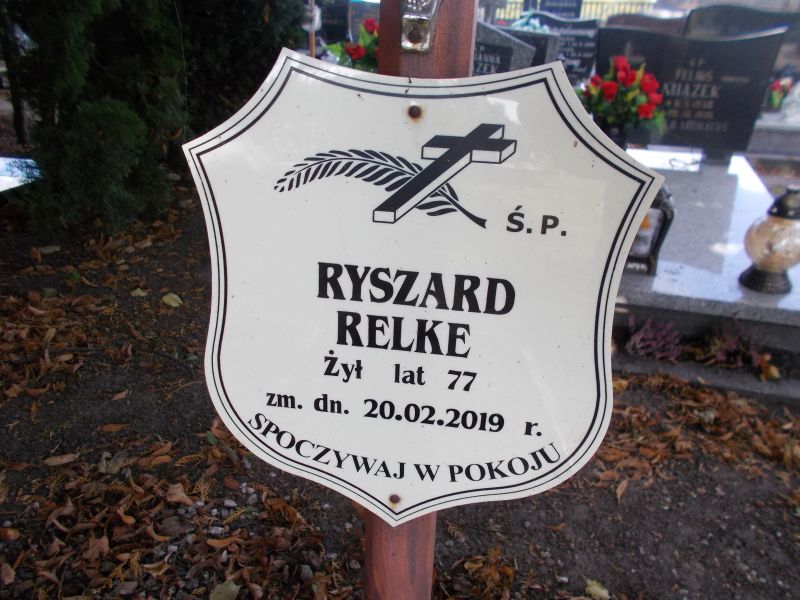 Ś.P.
RYSZARD
RELKE
Żył lat 77
zm. dn. 20.02.2019 r.
SPOCZYWAJ W POKOJU